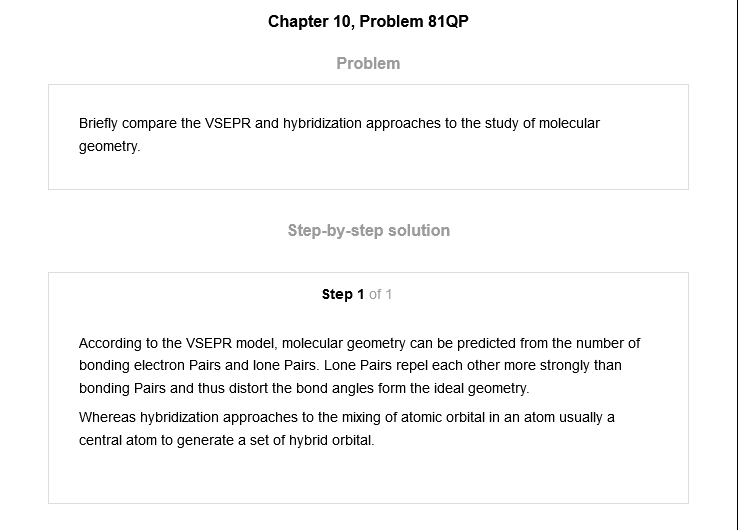 Chapter 10, Problem 81QP
Problem
Briefly compare the VSEPR and hybridization approaches to the study of molecular
geometry.
Step-by-step solution
Step 1 of 1
According to the VSEPR model, molecular geometry can be predicted from the number of
bonding electron Pairs and lone Pairs. Lone Pairs repel each other more strongly than
bonding Pairs and thus distort the bond angles form the ideal geometry.
Whereas hybridization approaches to the mixing of atomic orbital in an atom usually a
central atom to generate a set of hybrid orbital.